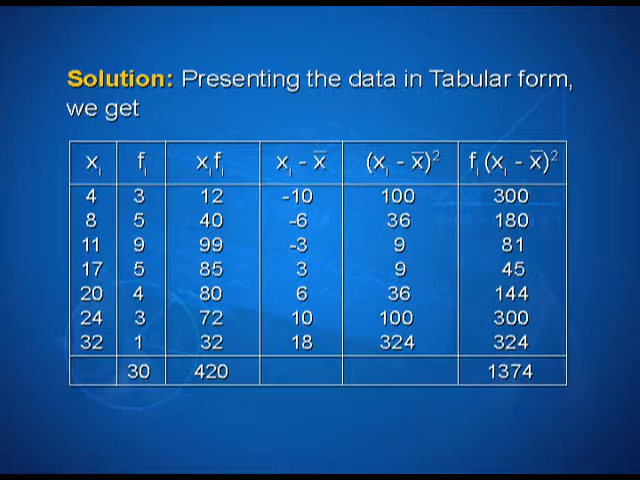 Solution: Presenting the data in Tabular form,
we get
xᵢ fᵢ xᵢfᵢ xᵢ - x̅ (xᵢ - x̅)² fᵢ (xᵢ - x̅)²
4 3 12 -10 100 300
8 5 40 -6 36 180
11 9 99 -3 9 81
17 5 85 3 9 45
20 4 80 6 36 144
24 3 72 10 100 300
32 1 32 18 324 324
30 420 1374